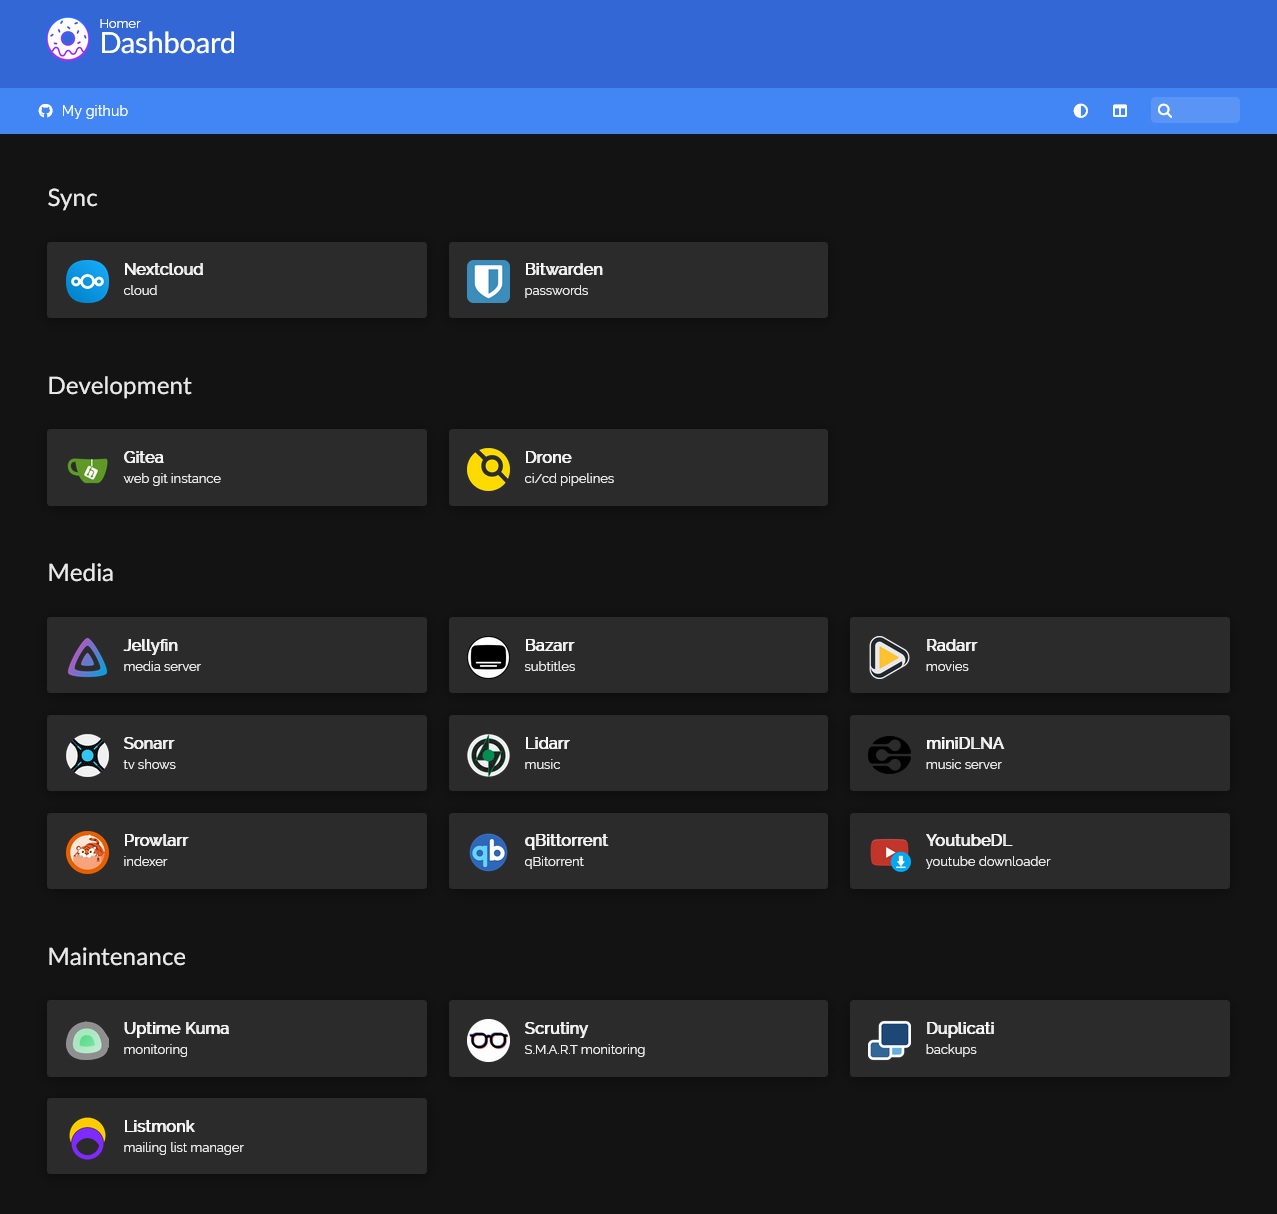 Homer
Dashboard
My github
Sync
Nextcloud
cloud
Bitwarden
passwords
Development
Gitea
web git instance
Drone
ci/cd pipelines
Media
Jellyfin
media server
Bazarr
subtitles
Radarr
movies
Sonarr
tv shows
Lidarr
music
miniDLNA
music server
Prowlarr
indexer
qb
qBittorrent
qBitorrent
YoutubeDL
youtube downloader
Maintenance
Uptime Kuma
monitoring
Scrutiny
S.M.A.R.T monitoring
Duplicati
backups
Listmonk
mailing list manager